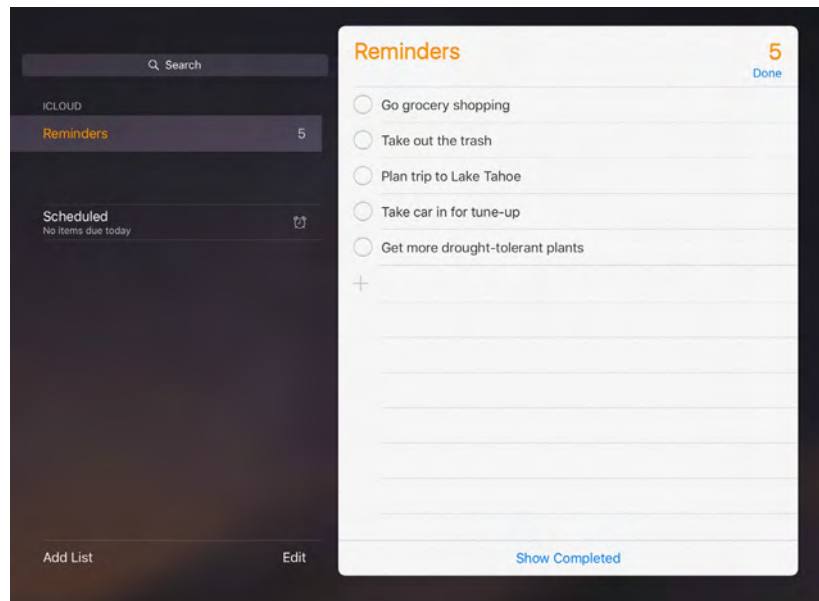 Search
ICLOUD
Reminders 5
Scheduled
No items due today
Add List Edit
Reminders 5
Done
Go grocery shopping
Take out the trash
Plan trip to Lake Tahoe
Take car in for tune-up
Get more drought-tolerant plants
Show Completed